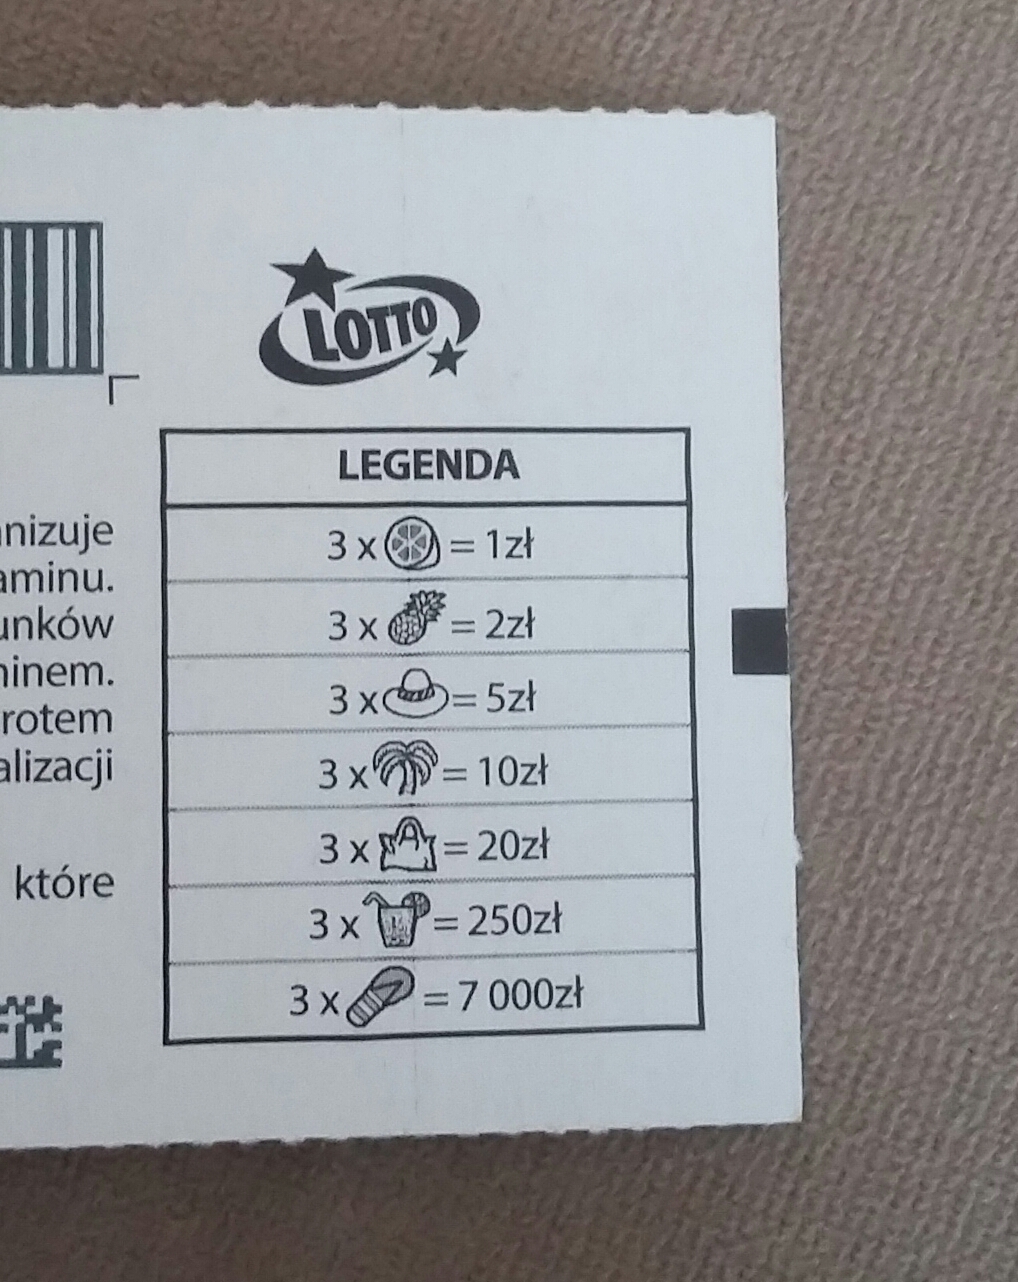 LOTTO
LEGENDA
3 x = 1zł
3 x = 2zł
3 x = 5zł
3 x = 10zł
3 x = 20zł
3 x = 250zł
3 x = 7 000zł
nizuje
aminu.
unków
inem.
rotem
alizacji
które